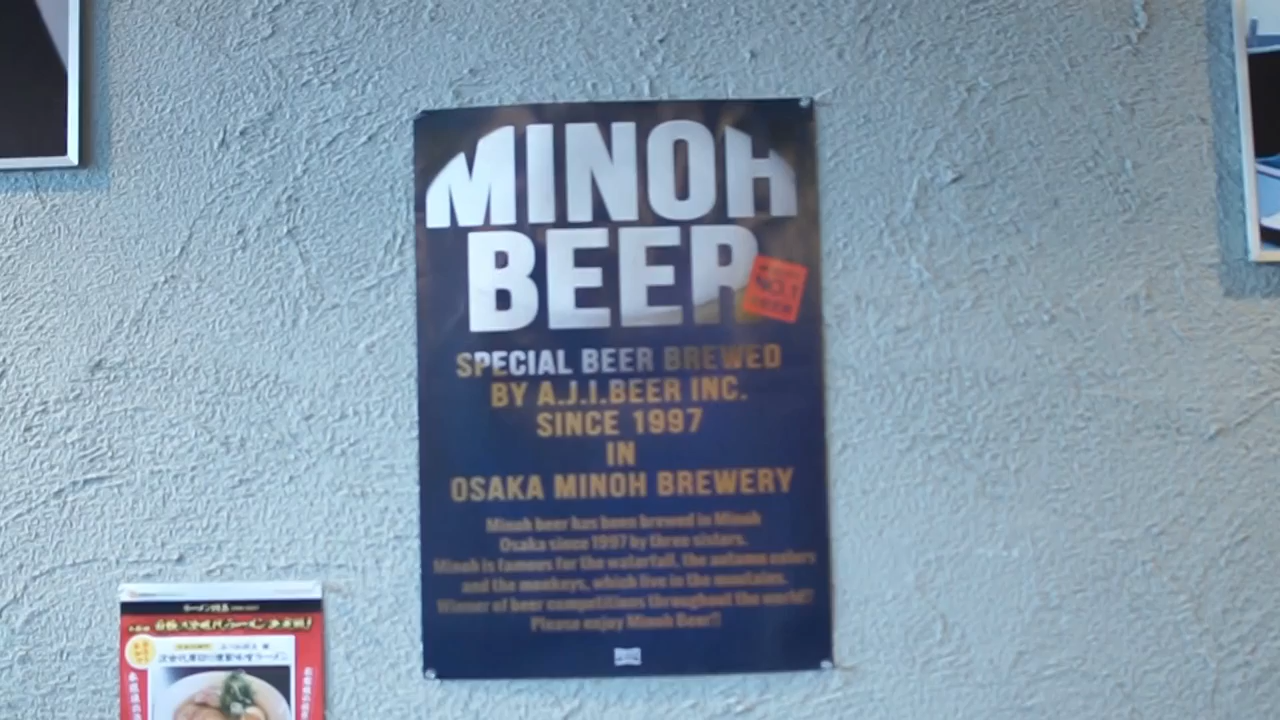 MINOH
BEER
NO.1
SPECIAL BEER BREWED
BY A.J.I.BEER INC.
SINCE 1997
IN
OSAKA MINOH BREWERY
Minoh beer has been brewed in Minoh
Osaka since 1997 by three sisters.
Minoh is famous for the waterfall, the autumn colors
and the monkeys, which live in the mountains.
Winner of beer competitions throughout the world!!
Please enjoy Minoh Beer!!